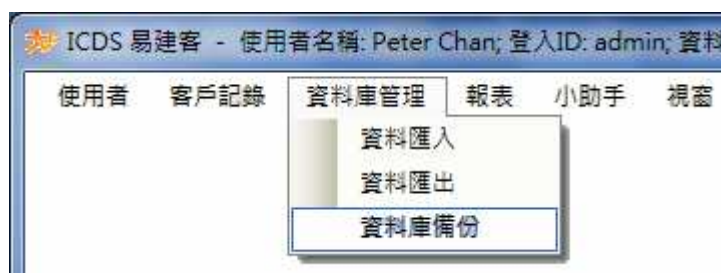 ICDS 易建客 - 使用者名稱: Peter Chan; 登入ID: admin; 資料
使用者 客戶記錄 資料庫管理 報表 小助手 視窗
資料匯入
資料匯出
資料庫備份